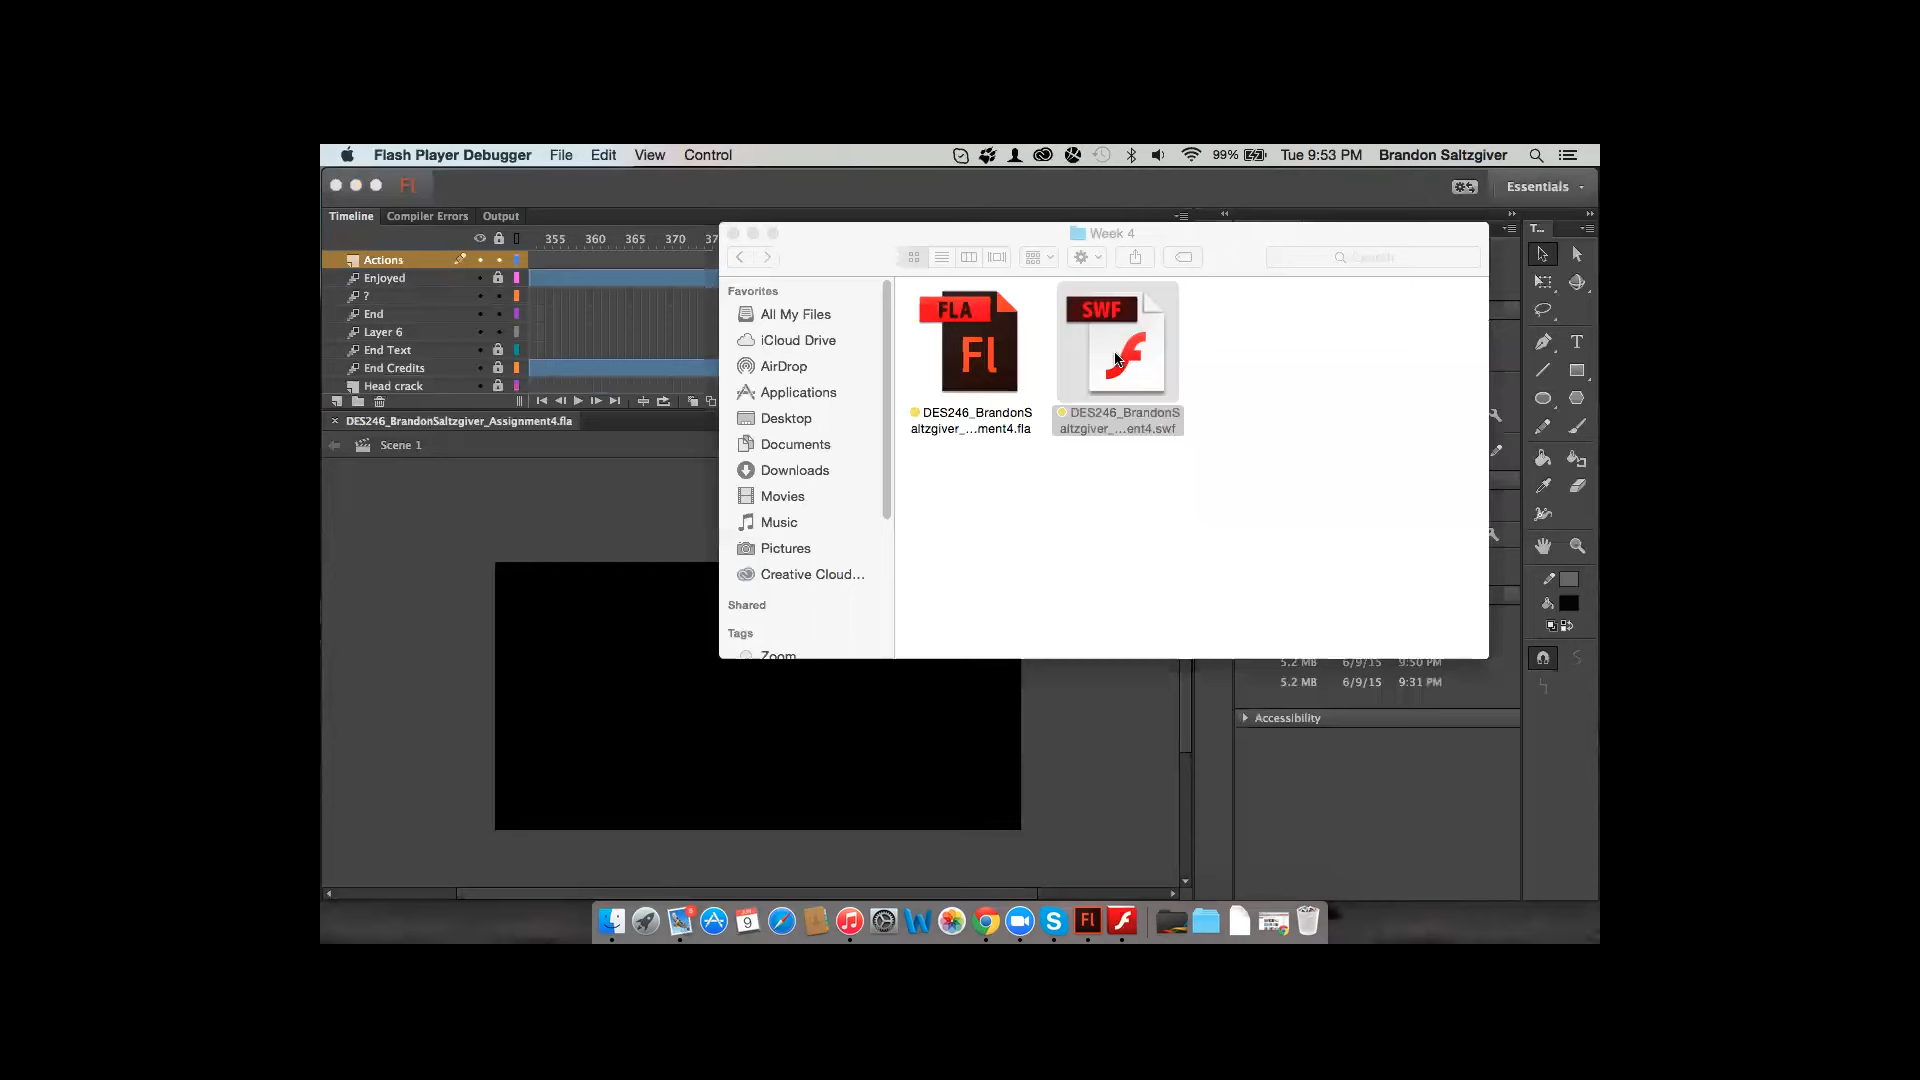 Flash Player Debugger File Edit View Control 99% Tue 9:53 PM Brandon Saltzgiver
Fl Essentials
Timeline Compiler Errors Output
355 360 365 370 37
Actions
Enjoyed
?
End
Layer 6
End Text
End Credits
Head crack
DES246_BrandonSaltzgiver_Assignment4.fla
Scene 1
Week 4
Search
Favorites
All My Files
iCloud Drive
AirDrop
Applications
Desktop
Documents
Downloads
Movies
Music
Pictures
Creative Cloud...
Shared
Tags
Zoom
FLA
Fl
DES246_BrandonS
altzgiver_...ment4.fla
SWF
DES246_BrandonS
altzgiver_...ent4.swf
T...
T
5.2 MB 6/9/15 9:50 PM
5.2 MB 6/9/15 9:31 PM
Accessibility
9
W
S
Fl